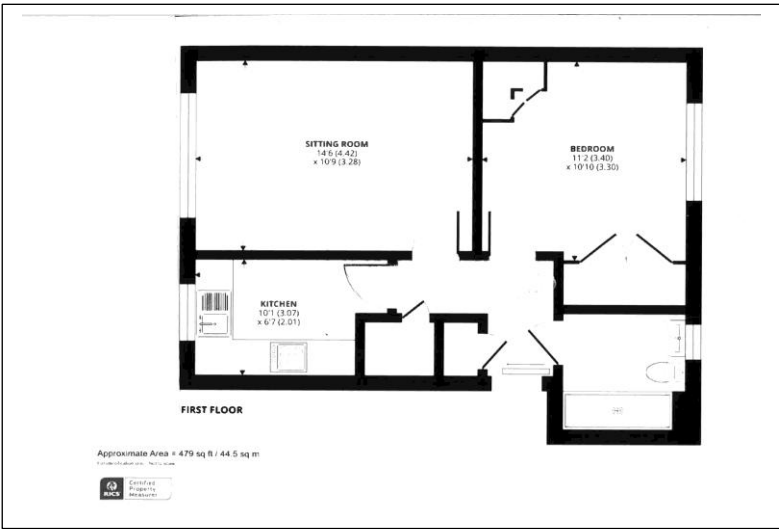 SITTING ROOM
14'6 (4.42)
x 10'9 (3.28)
BEDROOM
11'2 (3.40)
x 10'10 (3.30)
KITCHEN
10'1 (3.07)
x 6'7 (2.01)
FIRST FLOOR
Approximate Area = 479 sq ft / 44.5 sq m
RICS
Certified
Property
Measurer